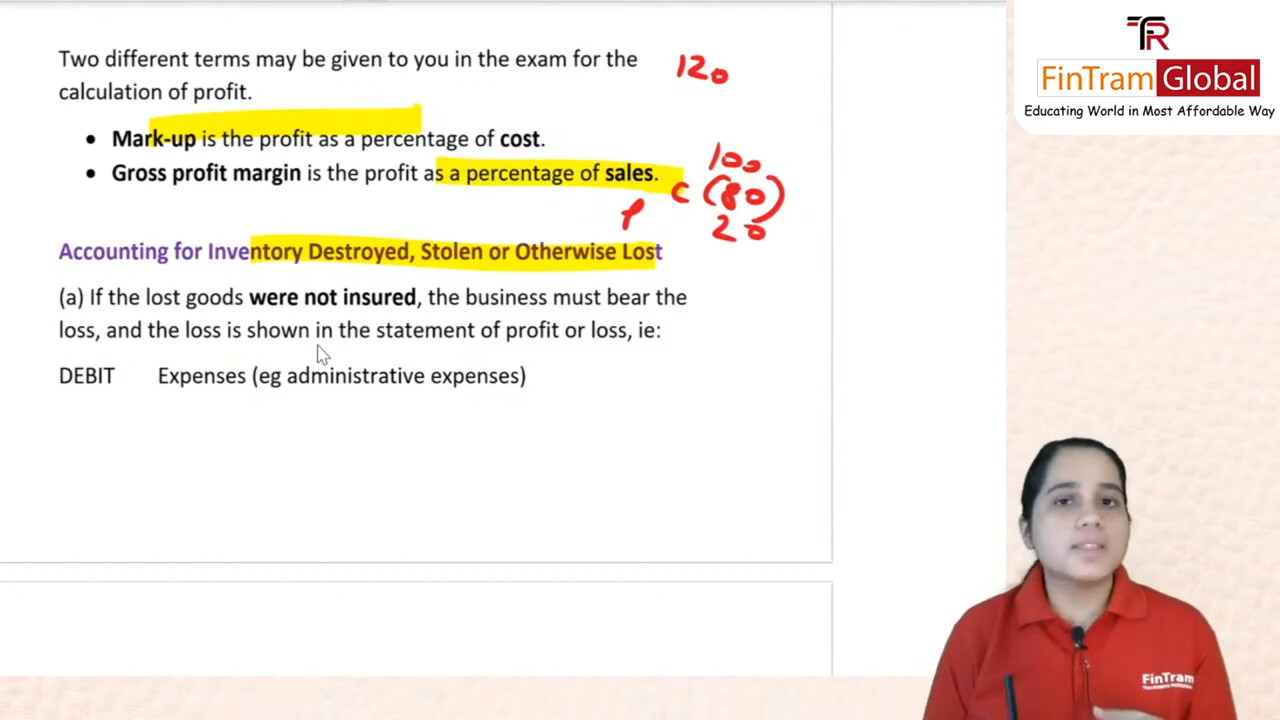 Two different terms may be given to you in the exam for the
calculation of profit.
120
• Mark-up is the profit as a percentage of cost.
• Gross profit margin is the profit as a percentage of sales.
100
C (80)
P 20
Accounting for Inventory Destroyed, Stolen or Otherwise Lost
(a) If the lost goods were not insured, the business must bear the
loss, and the loss is shown in the statement of profit or loss, ie:
DEBIT Expenses (eg administrative expenses)
FinTram Global
Educating World in Most Affordable Way
FinTram